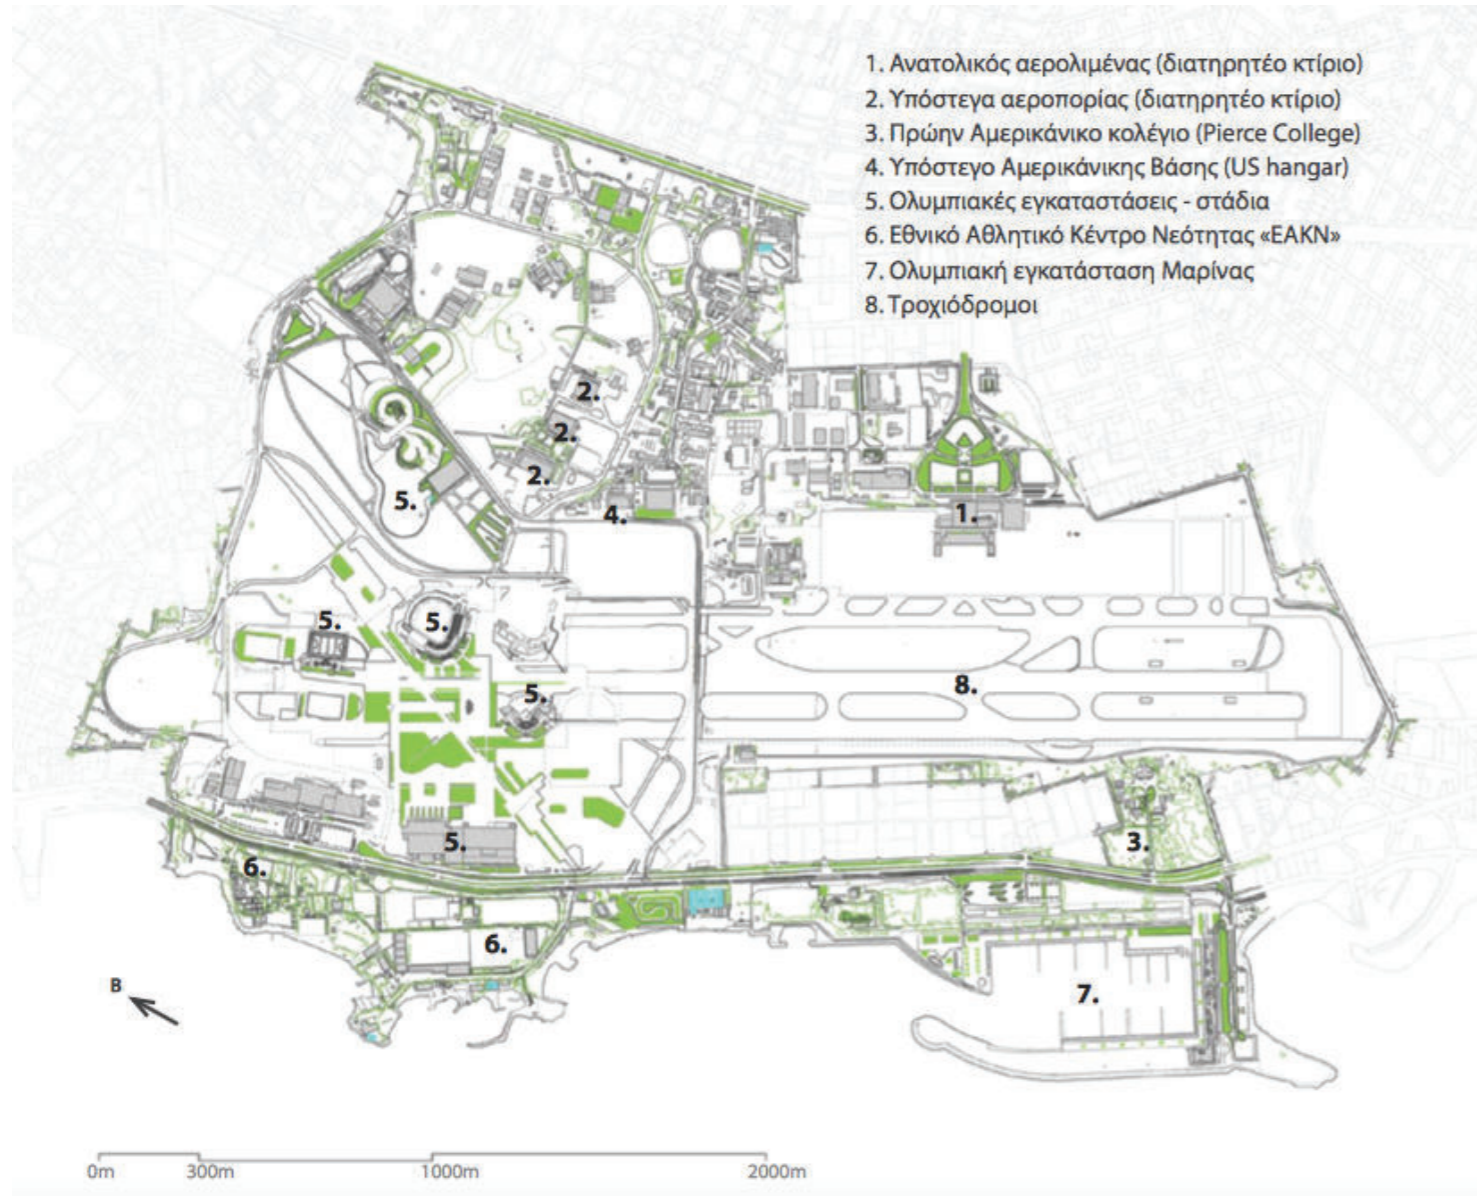 1. Ανατολικός αερολιμένας (διατηρητέο κτίριο)
2. Υπόστεγα αεροπορίας (διατηρητέο κτίριο)
3. Πρώην Αμερικάνικο κολέγιο (Pierce College)
4. Υπόστεγο Αμερικάνικης Βάσης (US hangar)
5. Ολυμπιακές εγκαταστάσεις - στάδια
6. Εθνικό Αθλητικό Κέντρο Νεότητας «ΕΑΚΝ»
7. Ολυμπιακή εγκατάσταση Μαρίνας
8. Τροχιόδρομοι
2.
2.
2.
5.
4.
1.
5.
5.
5.
8.
5.
3.
6.
6.
7.
Β
0m 300m 1000m 2000m